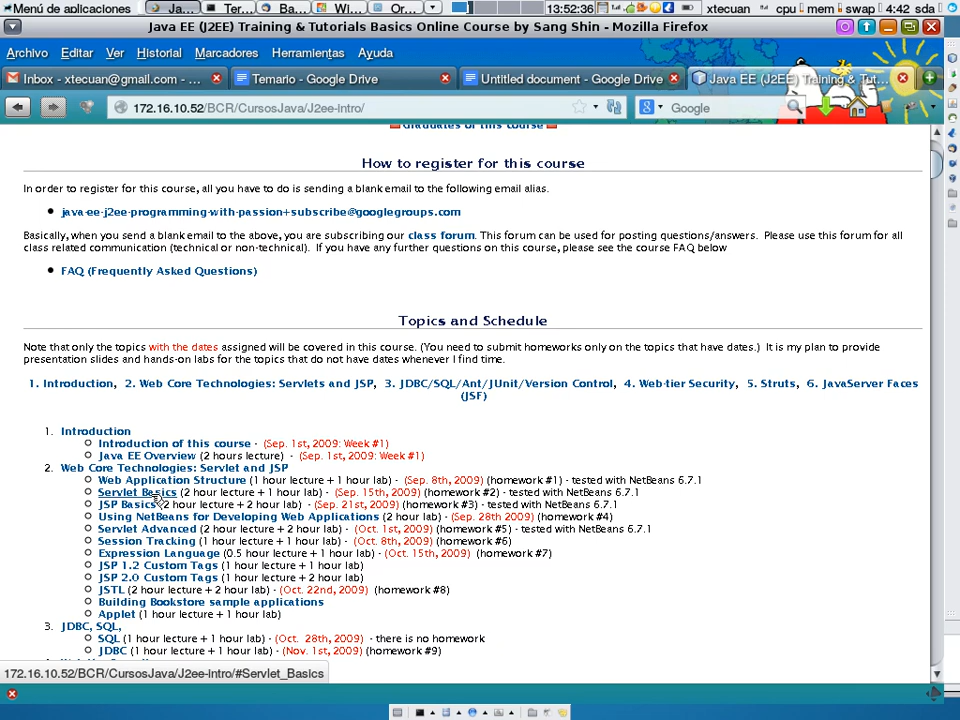 Menú de aplicaciones Ja... Ter... Ba... Wi... Or... 13:52:36 xtecuan cpu mem swap 4:42 sda
Java EE (J2EE) Training & Tutorials Basics Online Course by Sang Shin - Mozilla Firefox
Archivo Editar Ver Historial Marcadores Herramientas Ayuda
Inbox - xtecuan@gmail.com - ... Temario - Google Drive Untitled document - Google Drive Java EE (J2EE) Training & Tut...
172.16.10.52/BCR/CursosJava/J2ee-Intro/ Google
Graduates of this course
How to register for this course
In order to register for this course, all you have to do is sending a blank email to the following email alias.
java-ee-j2ee-programming-with-passion+subscribe@googlegroups.com
Basically, when you send a blank email to the above, you are subscribing our class forum. This forum can be used for posting questions/answers. Please use this forum for all
class related communication (technical or non-technical). If you have any further questions on this course, please see the course FAQ below
FAQ (Frequently Asked Questions)
Topics and Schedule
Note that only the topics with the dates assigned will be covered in this course. (You need to submit homeworks only on the topics that have dates.) It is my plan to provide
presentation slides and hands-on labs for the topics that do not have dates whenever I find time.
1. Introduction, 2. Web Core Technologies: Servlets and JSP, 3. JDBC/SQL/Ant/JUnit/Version Control, 4. Web-tier Security, 5. Struts, 6. JavaServer Faces
(JSF)
1. Introduction
Introduction of this course - (Sep. 1st, 2009: Week #1)
Java EE Overview (2 hours lecture) - (Sep. 1st, 2009: Week #1)
2. Web Core Technologies: Servlet and JSP
Web Application Structure (1 hour lecture + 1 hour lab) - (Sep. 8th, 2009) (homework #1) - tested with NetBeans 6.7.1
Servlet Basics (2 hour lecture + 1 hour lab) - (Sep. 15th, 2009) (homework #2) - tested with NetBeans 6.7.1
JSP Basics (2 hour lecture + 2 hour lab) - (Sep. 21st, 2009) (homework #3) - tested with NetBeans 6.7.1
Using NetBeans for Developing Web Applications (2 hour lab) - (Sep. 28th 2009) (homework #4)
Servlet Advanced (2 hour lecture + 2 hour lab) - (Oct. 1st, 2009) (homework #5) - tested with NetBeans 6.7.1
Session Tracking (1 hour lecture + 1 hour lab) - (Oct. 8th, 2009) (homework #6)
Expression Language (0.5 hour lecture + 1 hour lab) - (Oct. 15th, 2009) (homework #7)
JSP 1.2 Custom Tags (1 hour lecture + 1 hour lab)
JSP 2.0 Custom Tags (1 hour lecture + 2 hour lab)
JSTL (2 hour lecture + 2 hour lab) - (Oct. 22nd, 2009) (homework #8)
Building Bookstore sample applications
Applet (1 hour lecture + 1 hour lab)
3. JDBC, SQL,
SQL (1 hour lecture + 1 hour lab) - (Oct. 28th, 2009) - there is no homework
JDBC (1 hour lecture + 1 hour lab) - (Nov. 1st, 2009) (homework #9)
172.16.10.52/BCR/CursosJava/J2ee-Intro/#Servlet_Basics